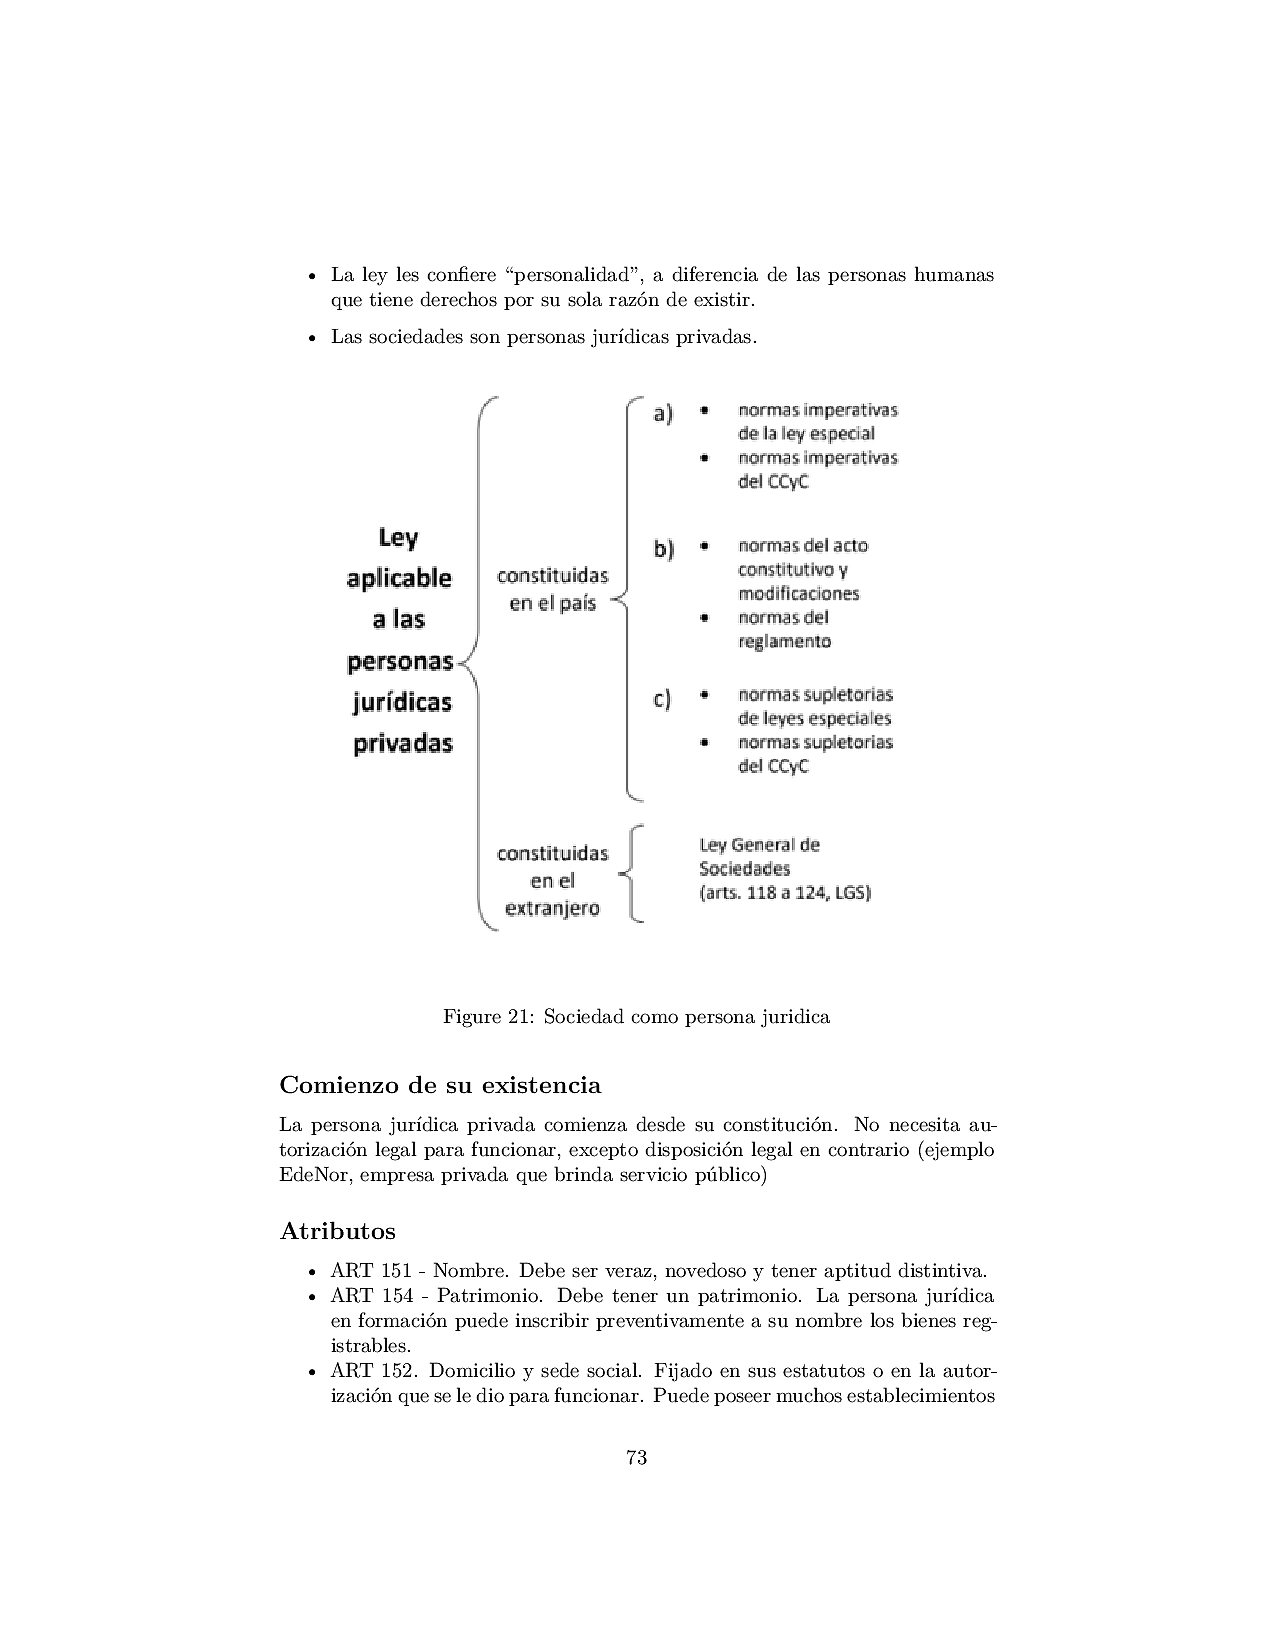 • La ley les confiere “personalidad”, a diferencia de las personas humanas
que tiene derechos por su sola razón de existir.
• Las sociedades son personas jurídicas privadas.
Ley
aplicable
a las
personas
jurídicas
privadas
constituidas
en el país
a) • normas imperativas
de la ley especial
• normas imperativas
del CCyC
b) • normas del acto
constitutivo y
modificaciones
• normas del
reglamento
c) • normas supletorias
de leyes especiales
• normas supletorias
del CCyC
constituidas
en el
extranjero
Ley General de
Sociedades
(arts. 118 a 124, LGS)
Figure 21: Sociedad como persona juridica
Comienzo de su existencia
La persona jurídica privada comienza desde su constitución. No necesita au-
torización legal para funcionar, excepto disposición legal en contrario (ejemplo
EdeNor, empresa privada que brinda servicio público)
Atributos
• ART 151 - Nombre. Debe ser veraz, novedoso y tener aptitud distintiva.
• ART 154 - Patrimonio. Debe tener un patrimonio. La persona jurídica
en formación puede inscribir preventivamente a su nombre los bienes reg-
istrables.
• ART 152. Domicilio y sede social. Fijado en sus estatutos o en la autor-
ización que se le dio para funcionar. Puede poseer muchos establecimientos
73